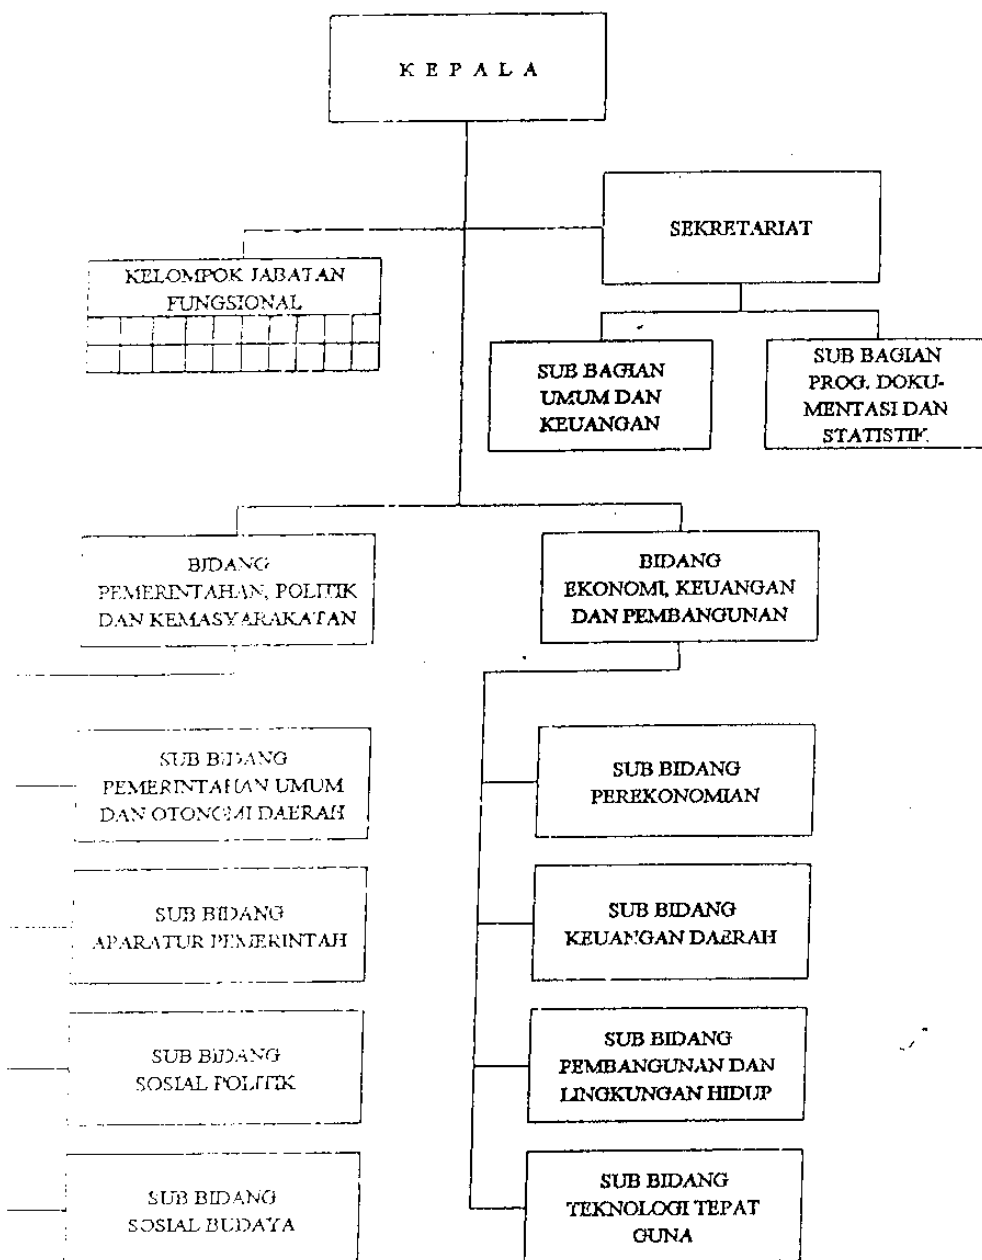 K E P A L A
SEKRETARIAT
KELOMPOK JABATAN
FUNGSIONAL
SUB BAGIAN
UMUM DAN
KEUANGAN
SUB BAGIAN
PROG. DOKU-
MENTASI DAN
STATISTIK.
BIDANG
PEMERINTAHAN, POLITIK
DAN KEMASYARAKATAN
BIDANG
EKONOMI, KEUANGAN
DAN PEMBANGUNAN
SUB BIDANG
PEMERINTAHAN UMUM
DAN OTONOMI DAERAH
SUB BIDANG
PEREKONOMIAN
SUB BIDANG
APARATUR PEMERINTAH
SUB BIDANG
KEUANGAN DAERAH
SUB BIDANG
SOSIAL POLITIK
SUB BIDANG
PEMBANGUNAN DAN
LINGKUNGAN HIDUP
SUB BIDANG
SOSIAL BUDAYA
SUB BIDANG
TEKNOLOGI TEPAT
GUNA